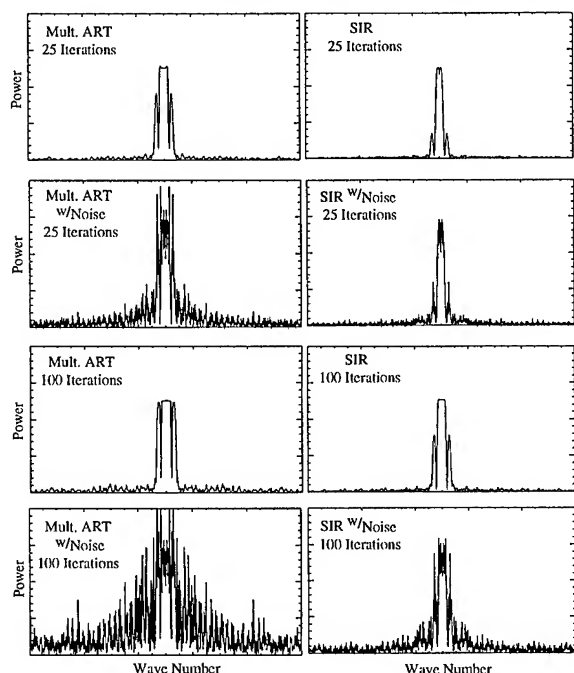 Mult. ART
25 Iterations
SIR
25 Iterations
Power
Mult. ART
w/Noise
25 Iterations
SIR w/Noise
25 Iterations
Mult. ART
100 Iterations
SIR
100 Iterations
Power
Mult. ART
w/Noise
100 Iterations
SIR w/Noise
100 Iterations
Power
Wave Number
Wave Number